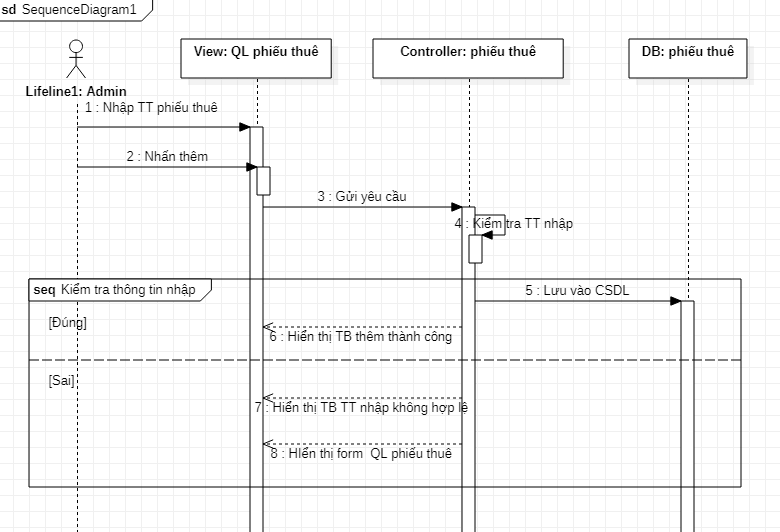 sd SequenceDiagram1
View: QL phiếu thuê
Controller: phiếu thuê
DB: phiếu thuê
Lifeline1: Admin
1 : Nhập TT phiếu thuê
2 : Nhấn thêm
3 : Gửi yêu cầu
4 : Kiểm tra TT nhập
seq Kiểm tra thông tin nhập
5 : Lưu vào CSDL
[Đúng]
6 : Hiển thị TB thêm thành công
[Sai]
7 : Hiển thị TB TT nhập không hợp lệ
8 : HIển thị form QL phiếu thuê